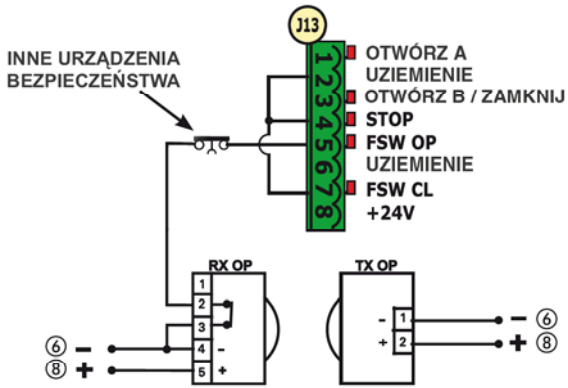 J13
INNE URZĄDZENIA
BEZPIECZEŃSTWA
1 OTWÓRZ A
2 UZIEMIENIE
3 OTWÓRZ B / ZAMKNIJ
4 STOP
5 FSW OP
6 UZIEMIENIE
7 FSW CL
8 +24V
RX OP
1
2
3
4 -
5 +
6 -
8 +
TX OP
- 1
+ 2
- 6
+ 8